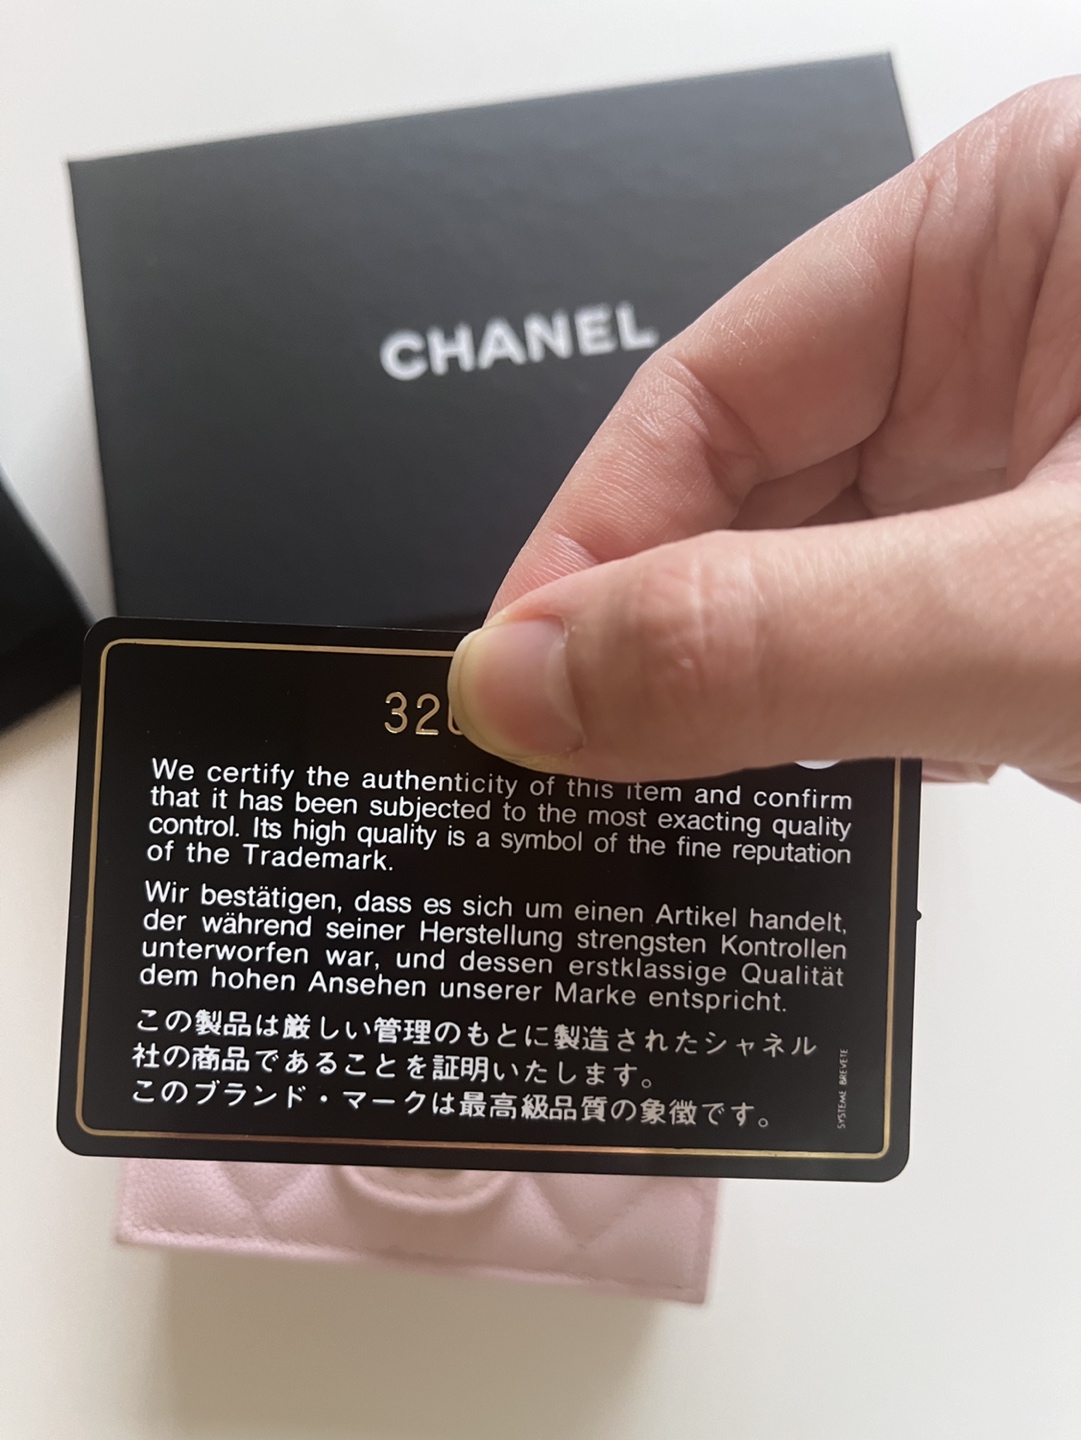 CHANEL
32
We certify the authenticity of this item and confirm
that it has been subjected to the most exacting quality
control. Its high quality is a symbol of the fine reputation
of the Trademark.
Wir bestätigen, dass es sich um einen Artikel handelt,
der während seiner Herstellung strengsten Kontrollen
unterworfen war, und dessen erstklassige Qualität
dem hohen Ansehen unserer Marke entspricht.
この製品は厳しい管理のもとに製造されたシャネル
社の商品であることを証明いたします。
このブランド・マークは最高級品質の象徴です。
SYSTEME BREVETE